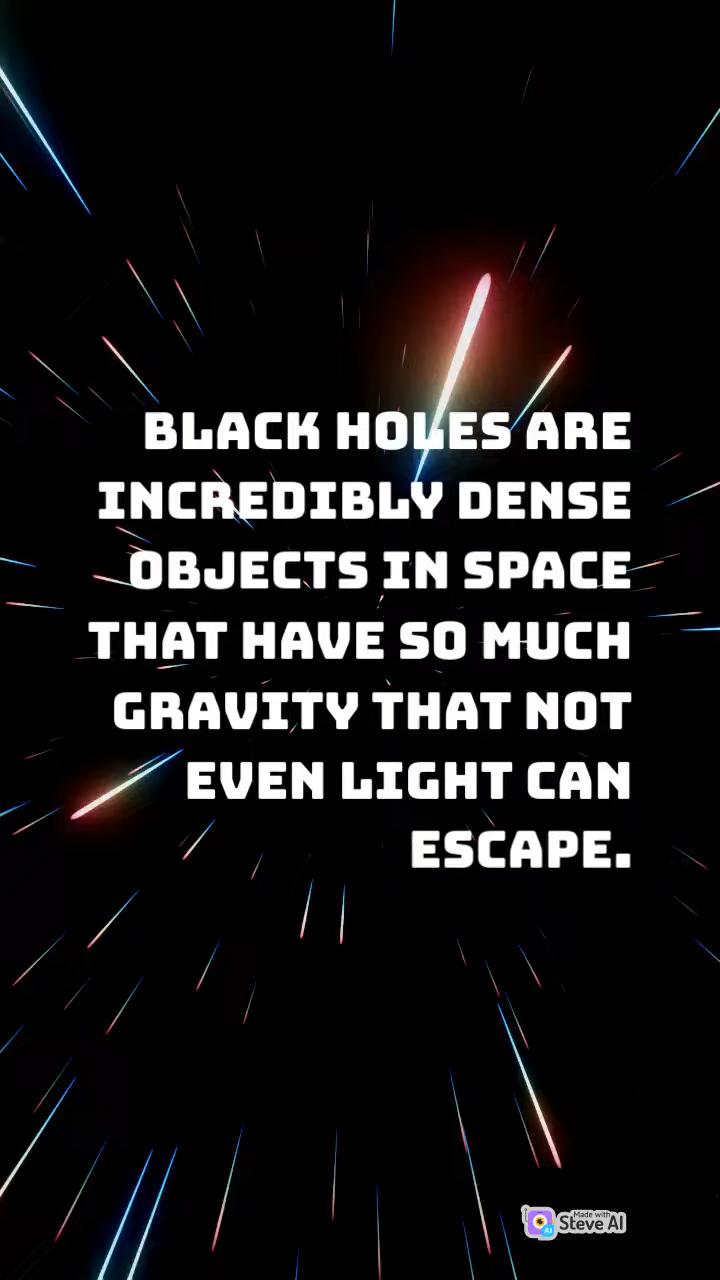 BLACK HOLES ARE
INCREDIBLY DENSE
OBJECTS IN SPACE
THAT HAVE SO MUCH
GRAVITY THAT NOT
EVEN LIGHT CAN
ESCAPE.
Made with
AI Steve AI